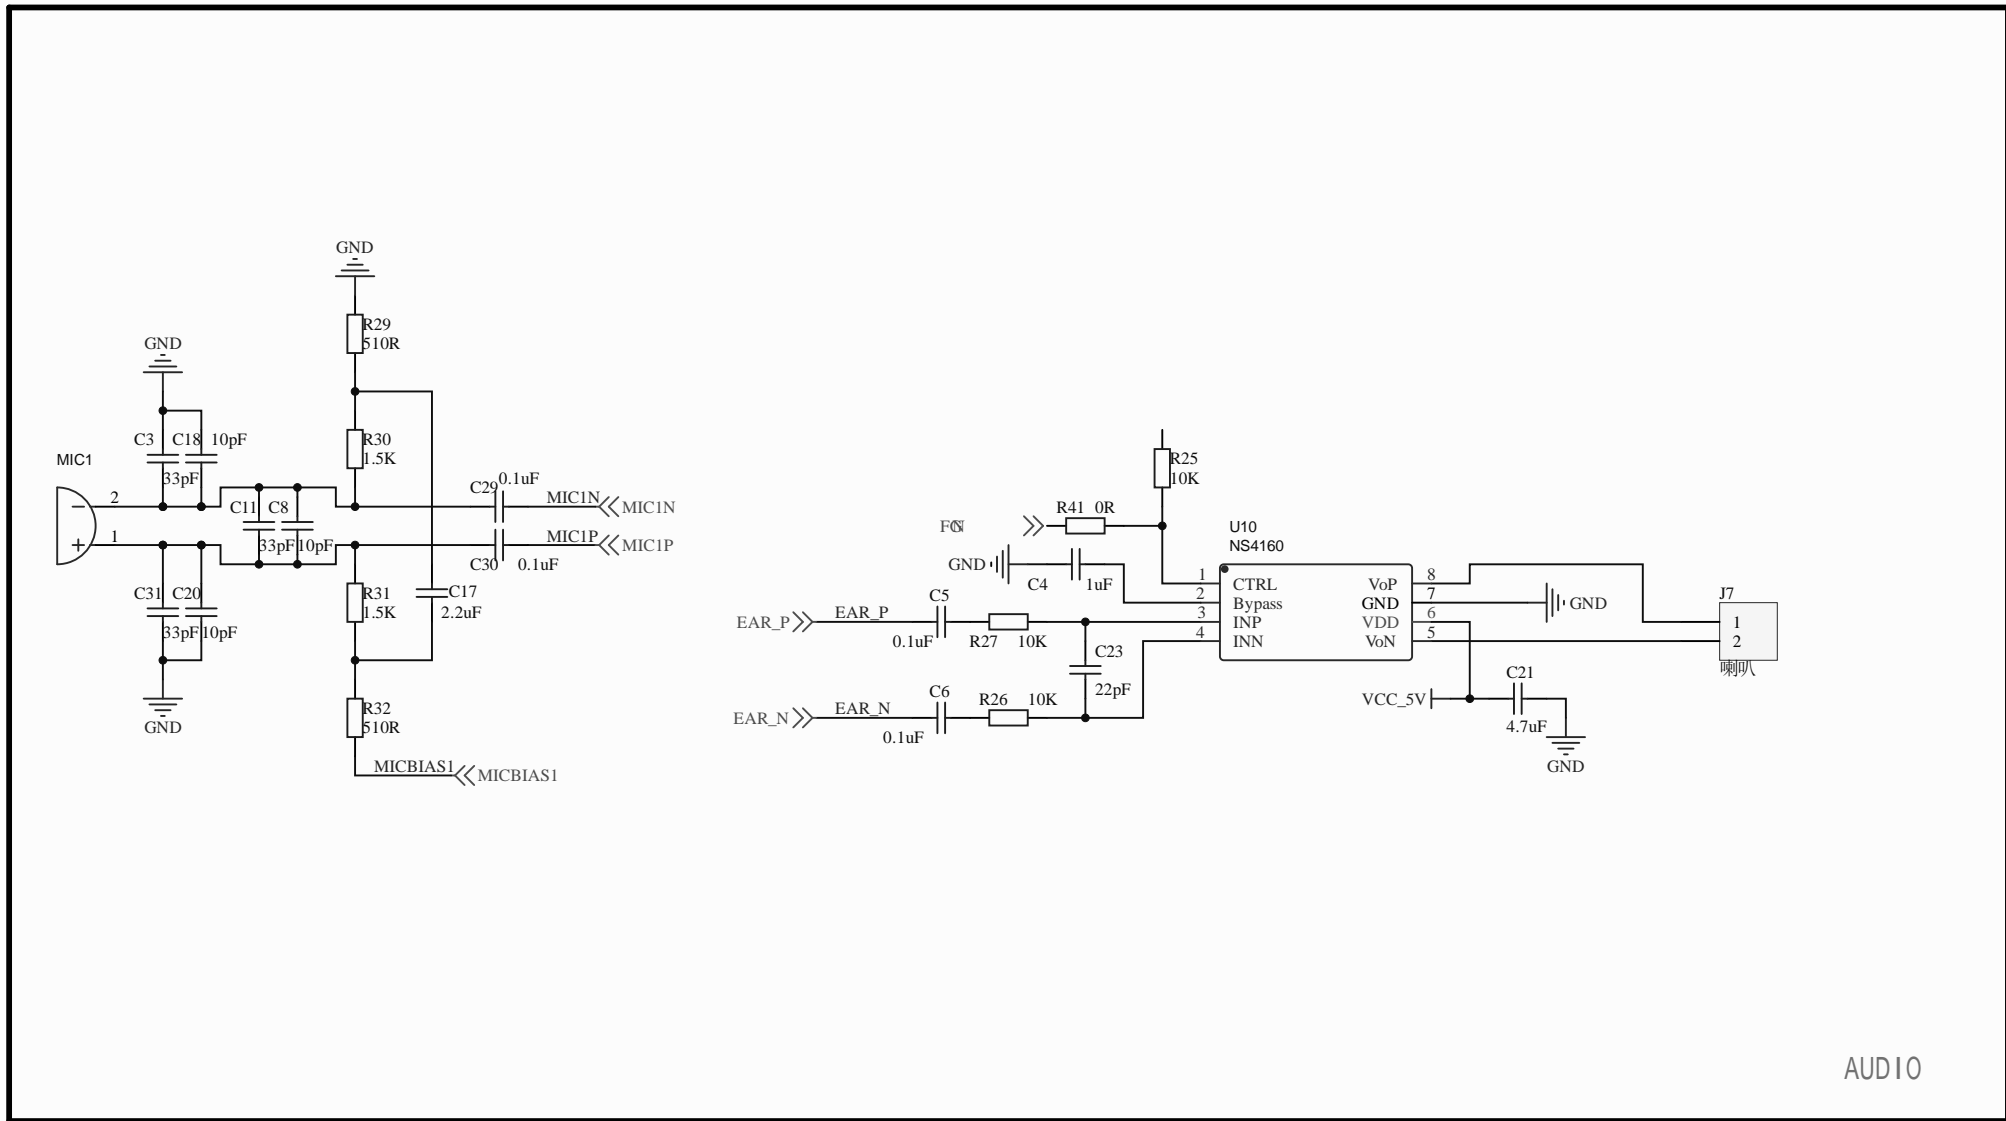 GND
R29
510R
GND
R30
1.5K
C3 C18 10pF
33pF
MIC1
2
1
C11 C8
33pF 10pF
C29 0.1uF
MIC1N MIC1N
MIC1P MIC1P
C30 0.1uF
C31 C20
33pF 10pF
GND
R31
1.5K
C17
2.2uF
R32
510R
MICBIAS1 MICBIAS1
R25
10K
R41 0R
GND
C4 1uF
EAR_P EAR_P
C5
0.1uF
R27 10K
C23
22pF
EAR_N EAR_N
C6
0.1uF
R26 10K
U10
NS4160
1 CTRL VoP 8
2 Bypass GND 7
3 INP VDD 6
4 INN VoN 5
GND
J7
1
2
喇叭
VCC_5V
C21
4.7uF
GND
AUDIO